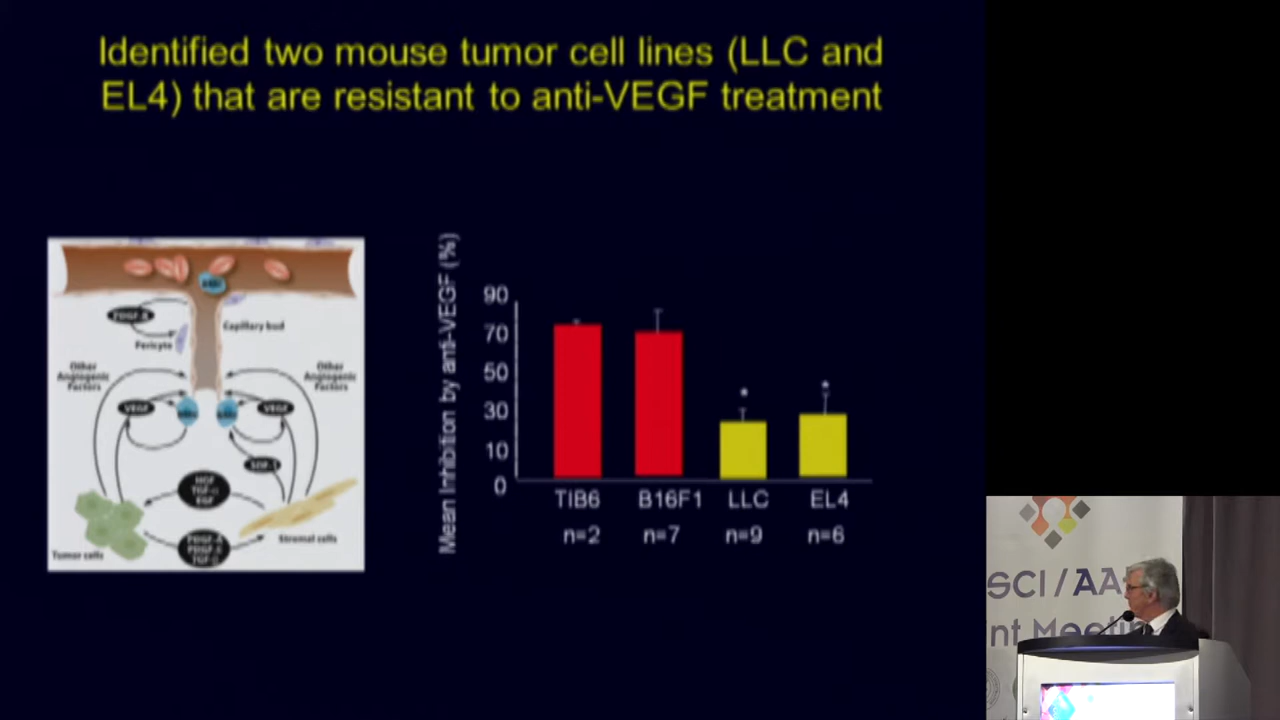 Identified two mouse tumor cell lines (LLC and
EL4) that are resistant to anti-VEGF treatment
PDGF-B
Pericyte
Capillary bud
Other
Angiogenic
Factors
Other
Angiogenic
Factors
VEGF
VEGF
SDF-1
HGF
TGF-α
EGF
Tumor cells
Stromal cells
PDGF-A
PDGF-C
Mean Inhibition by anti-VEGF (%)
90
70
50
30
10
0
* *
TIB6 B16F1 LLC EL4
n=2 n=7 n=9 n=6
SCI/AA
nt Meetin